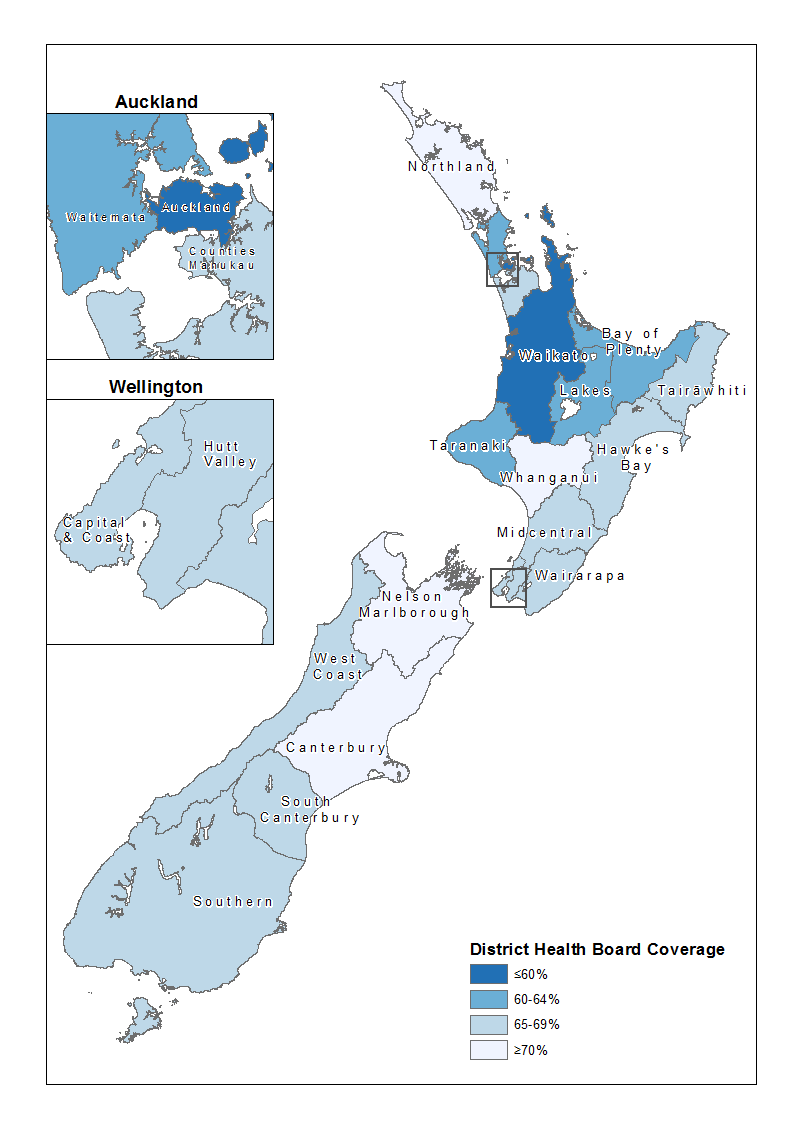 Auckland
Waitemata
Auckland
Counties
Manukau
Wellington
Hutt
Valley
Capital
& Coast
Northland
Waikato
Bay of
Plenty
Lakes
Tairāwhiti
Taranaki
Hawke's
Bay
Whanganui
Midcentral
Wairarapa
Nelson
Marlborough
West
Coast
Canterbury
South
Canterbury
Southern
District Health Board Coverage
≤60%
60-64%
65-69%
≥70%